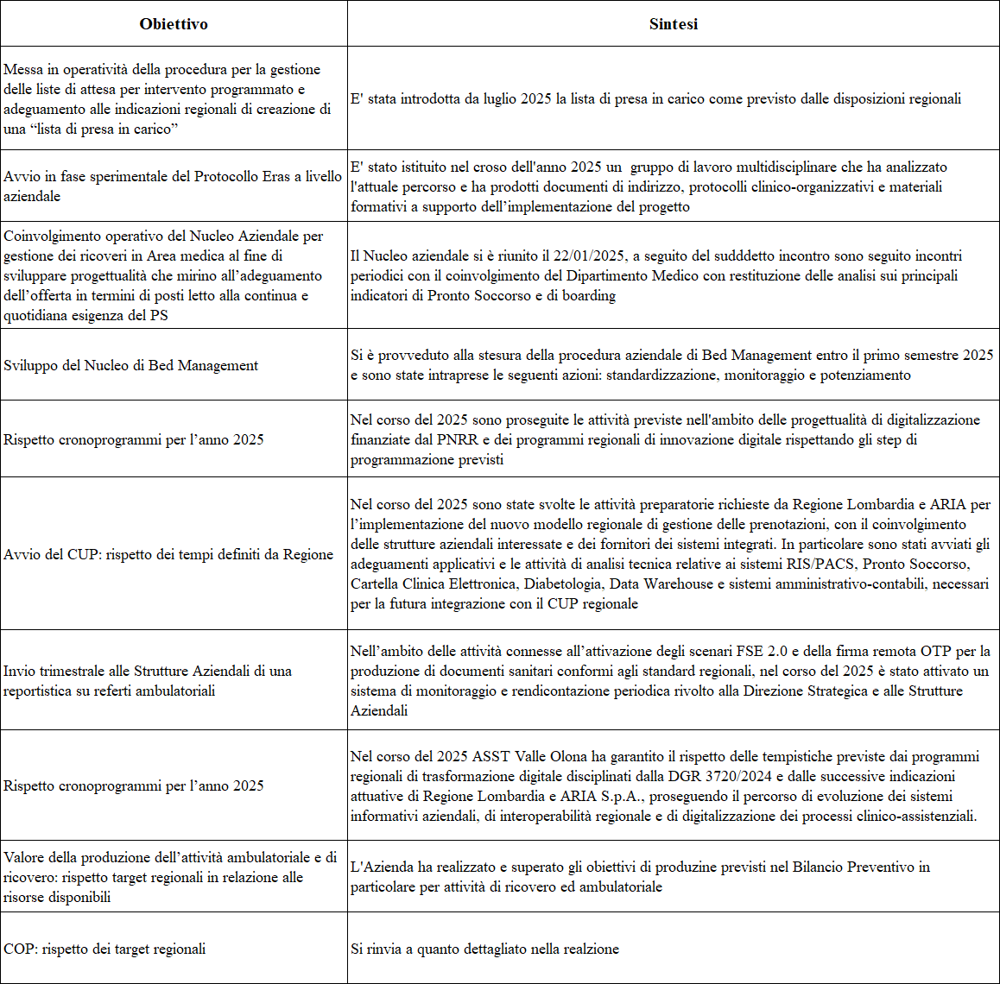 Obiettivo
Sintesi
Messa in operatività della procedura per la gestione
delle liste di attesa per intervento programmato e
adeguamento alle indicazioni regionali di creazione di
una “lista di presa in carico”
E' stata introdotta da luglio 2025 la lista di presa in carico come previsto dalle disposizioni regionali
Avvio in fase sperimentale del Protocollo Eras a livello
aziendale
E' stato istituito nel croso dell'anno 2025 un  gruppo di lavoro multidisciplinare che ha analizzato
l'attuale percorso e ha prodotti documenti di indirizzo, protocolli clinico-organizzativi e materiali
formativi a supporto dell’implementazione del progetto
Coinvolgimento operativo del Nucleo Aziendale per
gestione dei ricoveri in Area medica al fine di
sviluppare progettualità che mirino all’adeguamento
dell’offerta in termini di posti letto alla continua e
quotidiana esigenza del PS
Il Nucleo aziendale si è riunito il 22/01/2025, a seguito del sudddetto incontro sono seguito incontri
periodici con il coinvolgimento del Dipartimento Medico con restituzione delle analisi sui principali
indicatori di Pronto Soccorso e di boarding
Sviluppo del Nucleo di Bed Management
Si è provveduto alla stesura della procedura aziendale di Bed Management entro il primo semestre 2025
e sono state intraprese le seguenti azioni: standardizzazione, monitoraggio e potenziamento
Rispetto cronoprogrammi per l’anno 2025
Nel corso del 2025 sono proseguite le attività previste nell'ambito delle progettualità di digitalizzazione
finanziate dal PNRR e dei programmi regionali di innovazione digitale rispettando gli step di
programmazione previsti
Avvio del CUP: rispetto dei tempi definiti da Regione
Nel corso del 2025 sono state svolte le attività preparatorie richieste da Regione Lombardia e ARIA per
l’implementazione del nuovo modello regionale di gestione delle prenotazioni, con il coinvolgimento
delle strutture aziendali interessate e dei fornitori dei sistemi integrati. In particolare sono stati avviati gli
adeguamenti applicativi e le attività di analisi tecnica relative ai sistemi RIS/PACS, Pronto Soccorso,
Cartella Clinica Elettronica, Diabetologia, Data Warehouse e sistemi amministrativo-contabili, necessari
per la futura integrazione con il CUP regionale
Invio trimestrale alle Strutture Aziendali di una
reportistica su referti ambulatoriali
Nell’ambito delle attività connesse all’attivazione degli scenari FSE 2.0 e della firma remota OTP per la
produzione di documenti sanitari conformi agli standard regionali, nel corso del 2025 è stato attivato un
sistema di monitoraggio e rendicontazione periodica rivolto alla Direzione Strategica e alle Strutture
Aziendali
Rispetto cronoprogrammi per l’anno 2025
Nel corso del 2025 ASST Valle Olona ha garantito il rispetto delle tempistiche previste dai programmi
regionali di trasformazione digitale disciplinati dalla DGR 3720/2024 e dalle successive indicazioni
attuative di Regione Lombardia e ARIA S.p.A., proseguendo il percorso di evoluzione dei sistemi
informativi aziendali, di interoperabilità regionale e di digitalizzazione dei processi clinico-assistenziali.
Valore della produzione dell’attività ambulatoriale e di
ricovero: rispetto target regionali in relazione alle
risorse disponibili
L'Azienda ha realizzato e superato gli obiettivi di produzine previsti nel Bilancio Preventivo in
particolare per attività di ricovero ed ambulatoriale
COP: rispetto dei target regionali
Si rinvia a quanto dettagliato nella realzione